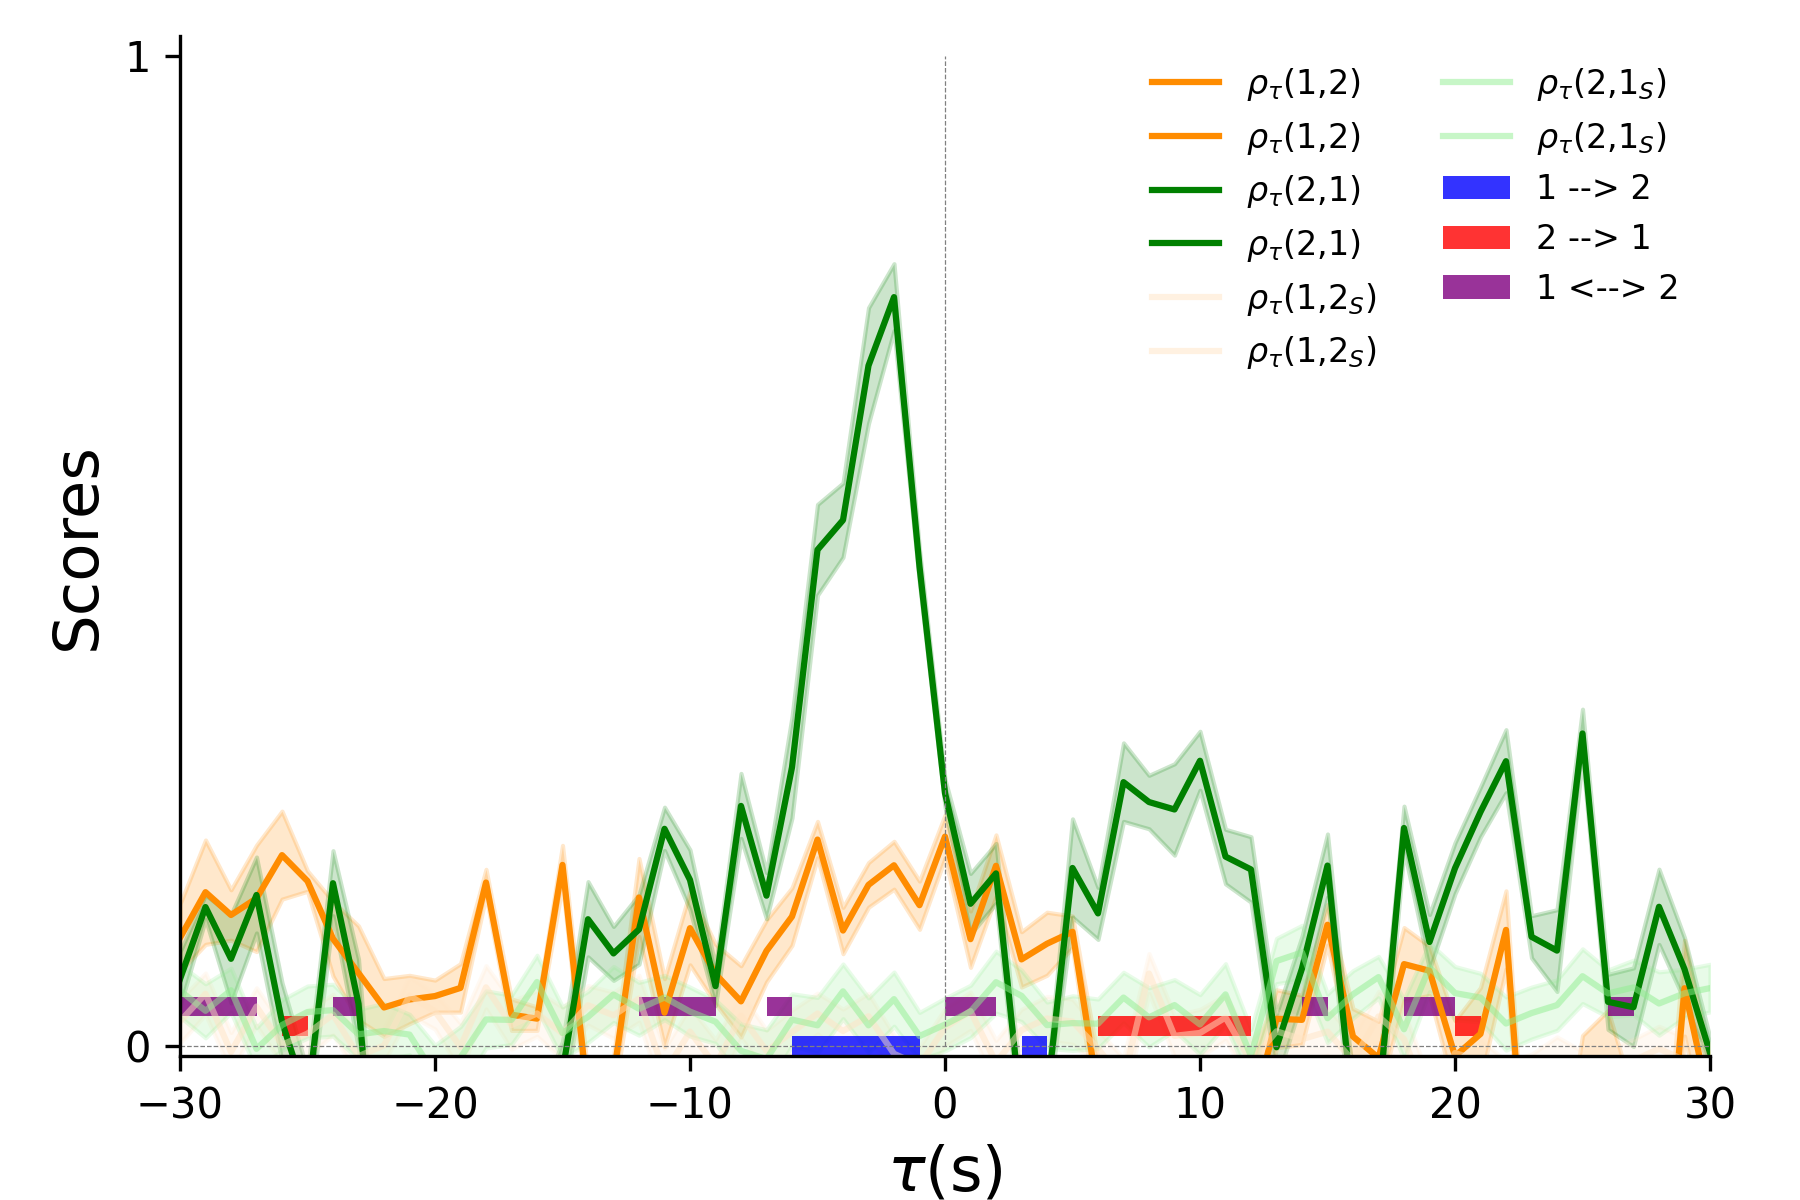 1
ρτ(1,2)
ρτ(1,2)
ρτ(2,1)
ρτ(2,1)
ρτ(1,2S)
ρτ(1,2S)
ρτ(2,1S)
ρτ(2,1S)
1 --> 2
2 --> 1
1 <--> 2
Scores
0
−30 −20 −10 0 10 20 30
τ(s)